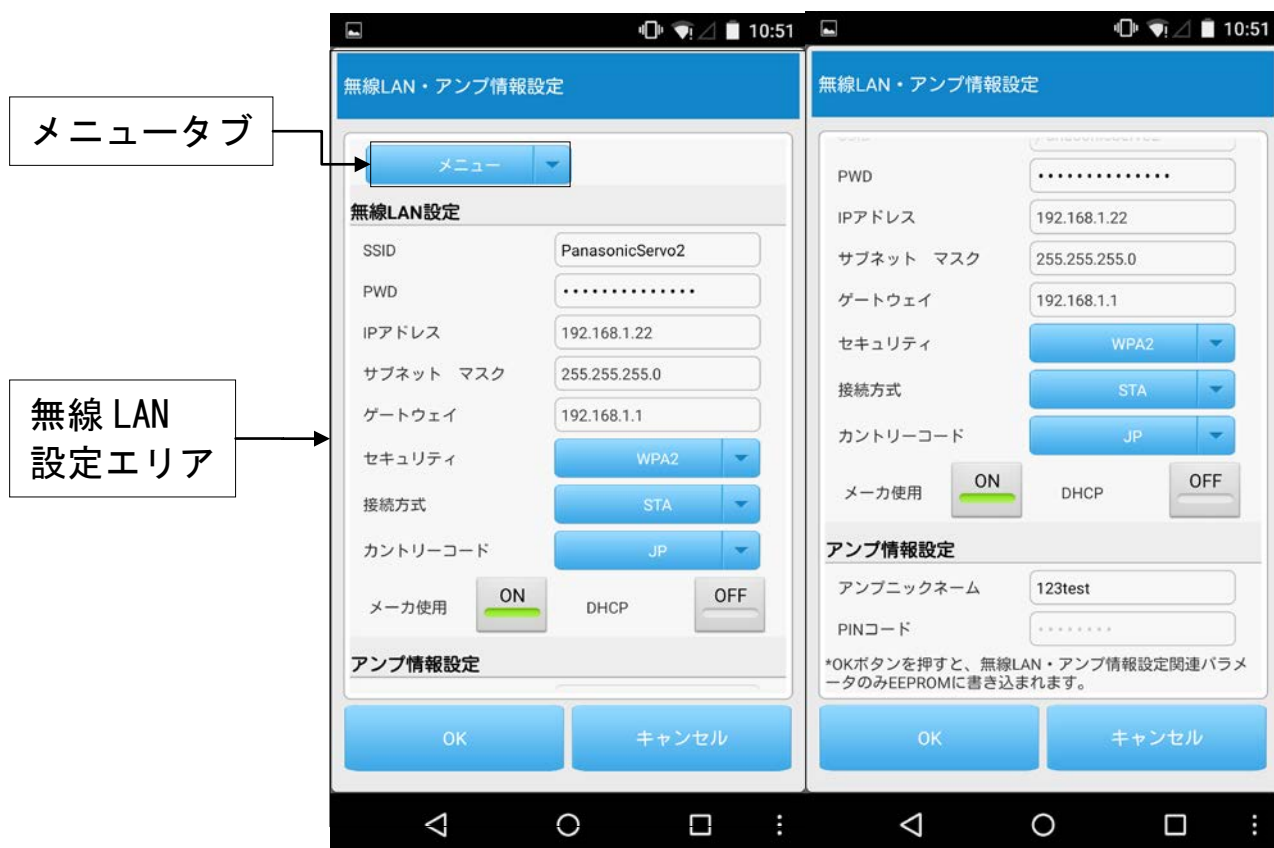 メニュータブ
無線 LAN
設定エリア
10:51
無線LAN・アンプ情報設定
メニュー
無線LAN設定
SSID PanasonicServo2
PWD ••••••••••••••
IPアドレス 192.168.1.22
サブネット マスク 255.255.255.0
ゲートウェイ 192.168.1.1
セキュリティ WPA2
接続方式 STA
カントリーコード JP
メーカ使用 ON DHCP OFF
アンプ情報設定
OK キャンセル
10:51
無線LAN・アンプ情報設定
PWD ••••••••••••••
IPアドレス 192.168.1.22
サブネット マスク 255.255.255.0
ゲートウェイ 192.168.1.1
セキュリティ WPA2
接続方式 STA
カントリーコード JP
メーカ使用 ON DHCP OFF
アンプ情報設定
アンプニックネーム 123test
PINコード ••••••••
*OKボタンを押すと、無線LAN・アンプ情報設定関連パラメ
ータのみEEPROMに書き込まれます。
OK キャンセル